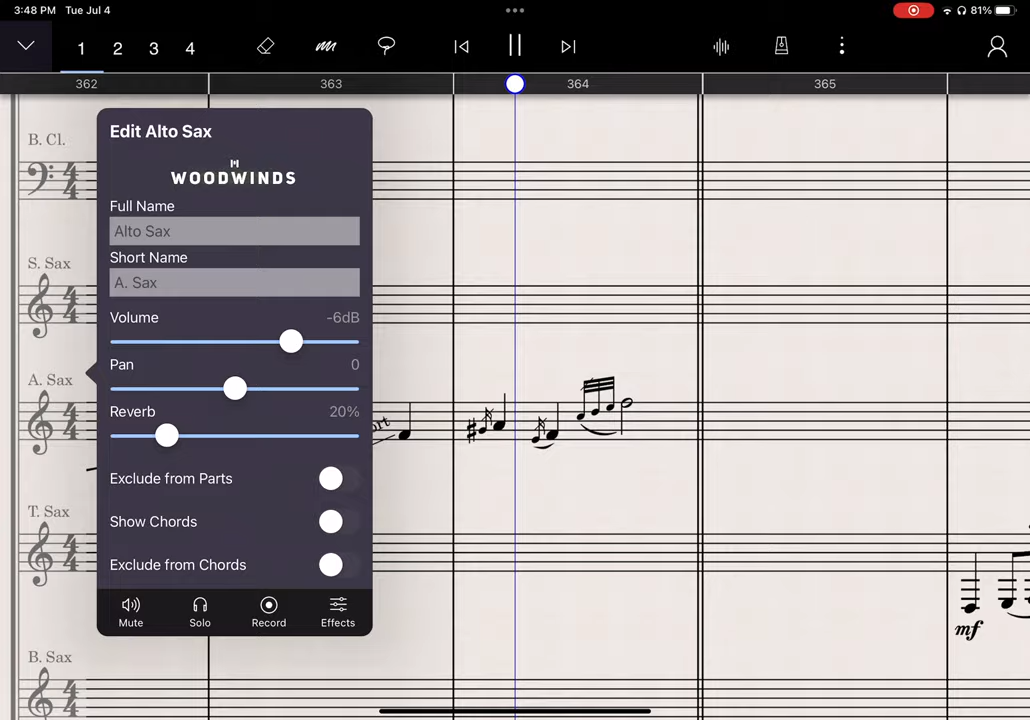 3:48 PM Tue Jul 4
81%
1 2 3 4
362 363 364 365
B. Cl.
S. Sax
A. Sax
T. Sax
B. Sax
Edit Alto Sax
WOODWINDS
Full Name
Alto Sax
Short Name
A. Sax
Volume -6dB
Pan 0
Reverb 20%
Exclude from Parts
Show Chords
Exclude from Chords
Mute Solo Record Effects
mf